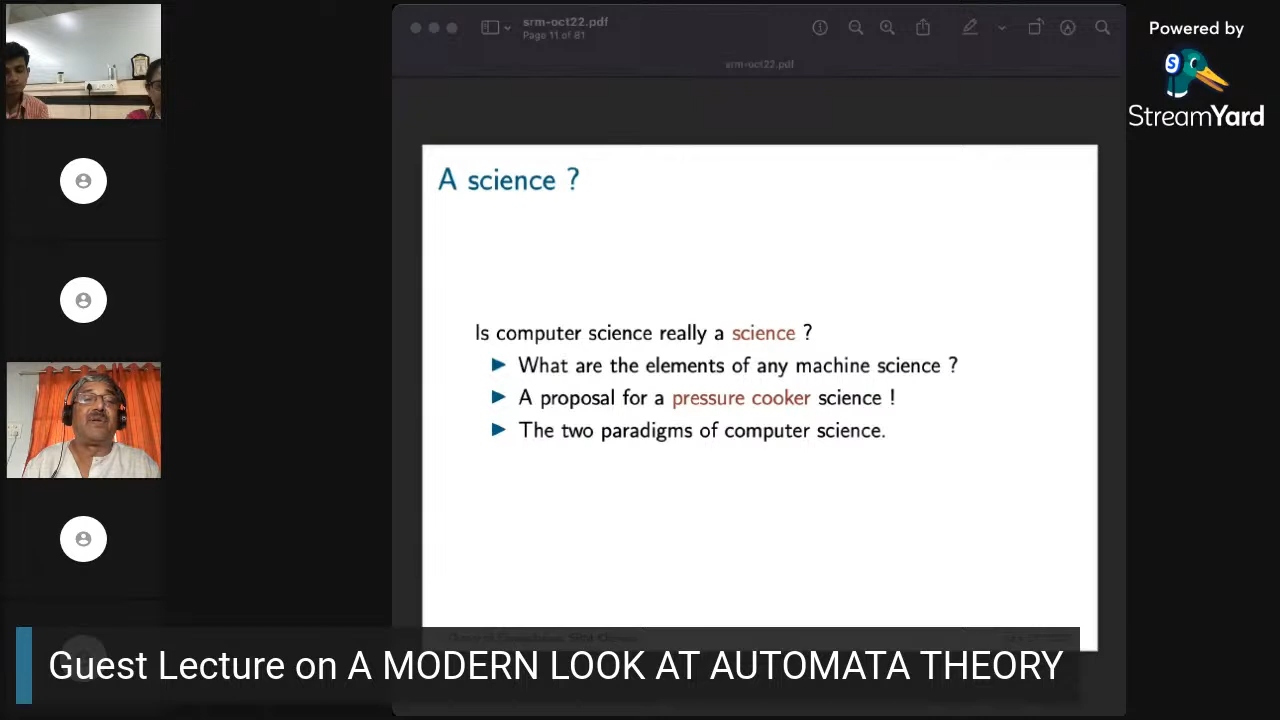 srm-oct22.pdf
Page 11 of 81
srm-oct22.pdf
Powered by
S
StreamYard
A science ?
Is computer science really a science ?
What are the elements of any machine science ?
A proposal for a pressure cooker science !
The two paradigms of computer science.
Guest Lecture on A MODERN LOOK AT AUTOMATA THEORY